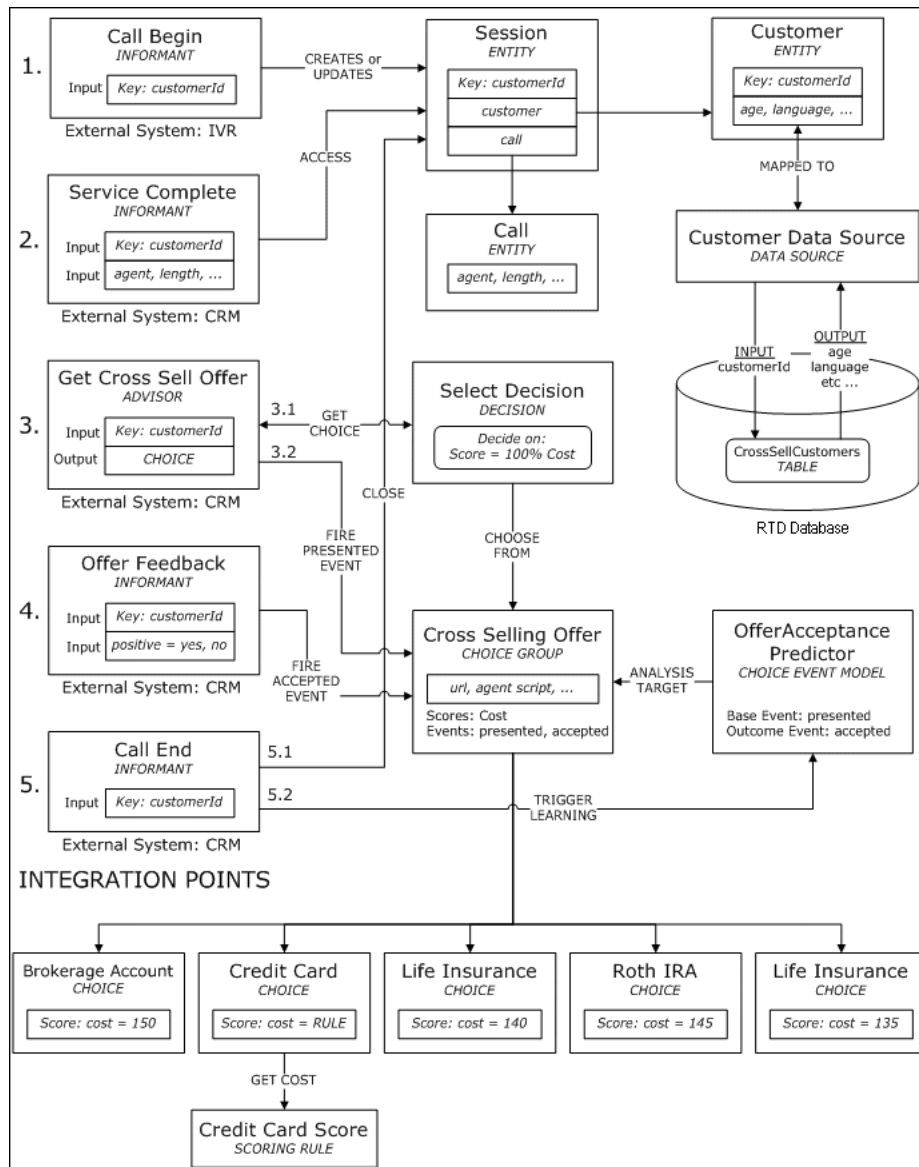 1.
Call Begin
INFORMANT
Input
Key: customerId
External System: IVR
CREATES or
UPDATES
Session
ENTITY
Key: customerId
customer
call
Customer
ENTITY
Key: customerId
age, language, ...
ACCESS
MAPPED TO
2.
Service Complete
INFORMANT
Input
Key: customerId
Input
agent, length, ...
External System: CRM
Call
ENTITY
agent, length, ...
Customer Data Source
DATA SOURCE
INPUT
customerId
OUTPUT
age
language
etc ...
CrossSellCustomers
TABLE
RTD Database
3.
Get Cross Sell Offer
ADVISOR
Input
Key: customerId
Output
CHOICE
External System: CRM
3.1
GET
CHOICE
3.2
Select Decision
DECISION
Decide on:
Score = 100% Cost
CLOSE
FIRE
PRESENTED
EVENT
CHOOSE
FROM
4.
Offer Feedback
INFORMANT
Input
Key: customerId
Input
positive = yes, no
External System: CRM
FIRE
ACCEPTED
EVENT
Cross Selling Offer
CHOICE GROUP
url, agent script, ...
Scores: Cost
Events: presented, accepted
ANALYSIS
TARGET
OfferAcceptance
Predictor
CHOICE EVENT MODEL
Base Event: presented
Outcome Event: accepted
5.
Call End
INFORMANT
Input
Key: customerId
External System: CRM
5.1
5.2
TRIGGER
LEARNING
INTEGRATION POINTS
Brokerage Account
CHOICE
Score: cost = 150
Credit Card
CHOICE
Score: cost = RULE
Life Insurance
CHOICE
Score: cost = 140
Roth IRA
CHOICE
Score: cost = 145
Life Insurance
CHOICE
Score: cost = 135
GET COST
Credit Card Score
SCORING RULE